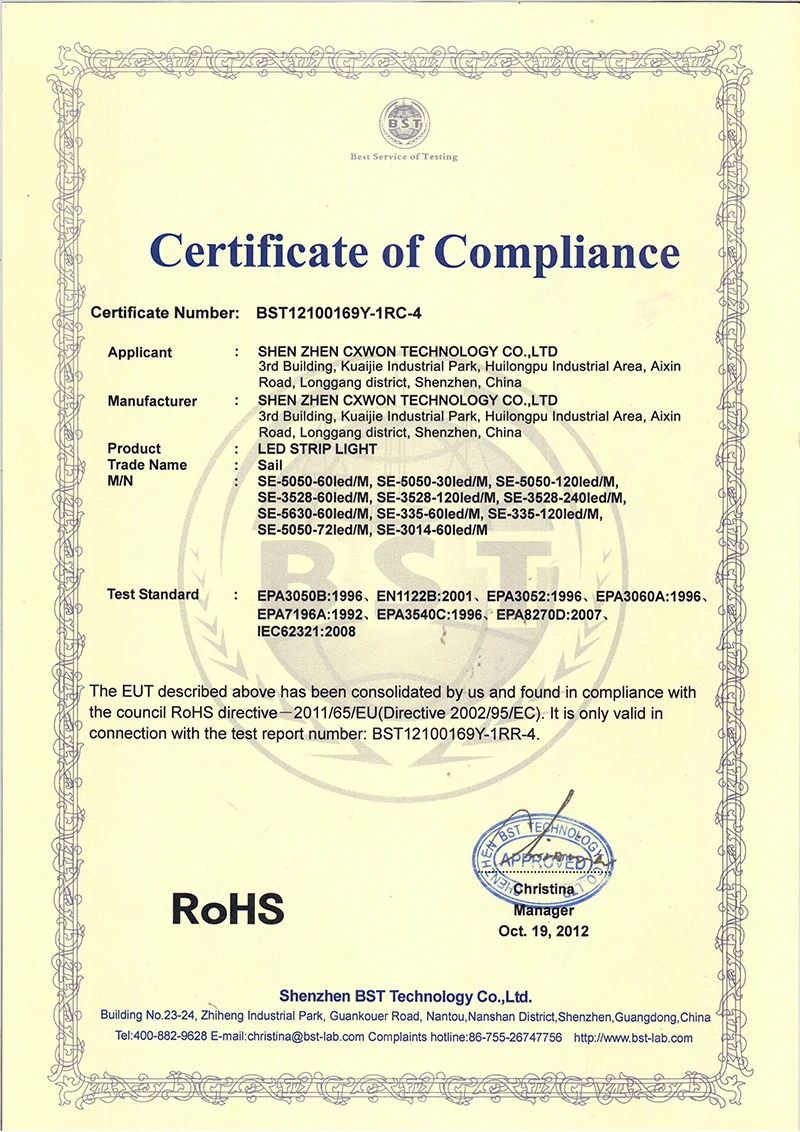 BST
Best Service of Testing
Certificate of Compliance
Certificate Number: BST12100169Y-1RC-4
Applicant : SHEN ZHEN CXWON TECHNOLOGY CO.,LTD
3rd Building, Kuaijie Industrial Park, Huilongpu Industrial Area, Aixin
Road, Longgang district, Shenzhen, China
Manufacturer : SHEN ZHEN CXWON TECHNOLOGY CO.,LTD
3rd Building, Kuaijie Industrial Park, Huilongpu Industrial Area, Aixin
Road, Longgang district, Shenzhen, China
Product : LED STRIP LIGHT
Trade Name : Sail
M/N : SE-5050-60led/M, SE-5050-30led/M, SE-5050-120led/M,
SE-3528-60led/M, SE-3528-120led/M, SE-3528-240led/M,
SE-5630-60led/M, SE-335-60led/M, SE-335-120led/M,
SE-5050-72led/M, SE-3014-60led/M
BST
Test Standard : EPA3050B:1996、EN1122B:2001、EPA3052:1996、EPA3060A:1996、
EPA7196A:1992、EPA3540C:1996、EPA8270D:2007、
IEC62321:2008
The EUT described above has been consolidated by us and found in compliance with
the council RoHS directive－2011/65/EU(Directive 2002/95/EC). It is only valid in
connection with the test report number: BST12100169Y-1RR-4.
SHENZHEN BST TECHNOLOGY CO.,LTD
APPROVED
Christina
Manager
Oct. 19, 2012
RoHS
Shenzhen BST Technology Co.,Ltd.
Building No.23-24, Zhiheng Industrial Park, Guankouer Road, Nantou,Nanshan District,Shenzhen,Guangdong,China
Tel:400-882-9628 E-mail:christina@bst-lab.com Complaints hotline:86-755-26747756 http://www.bst-lab.com